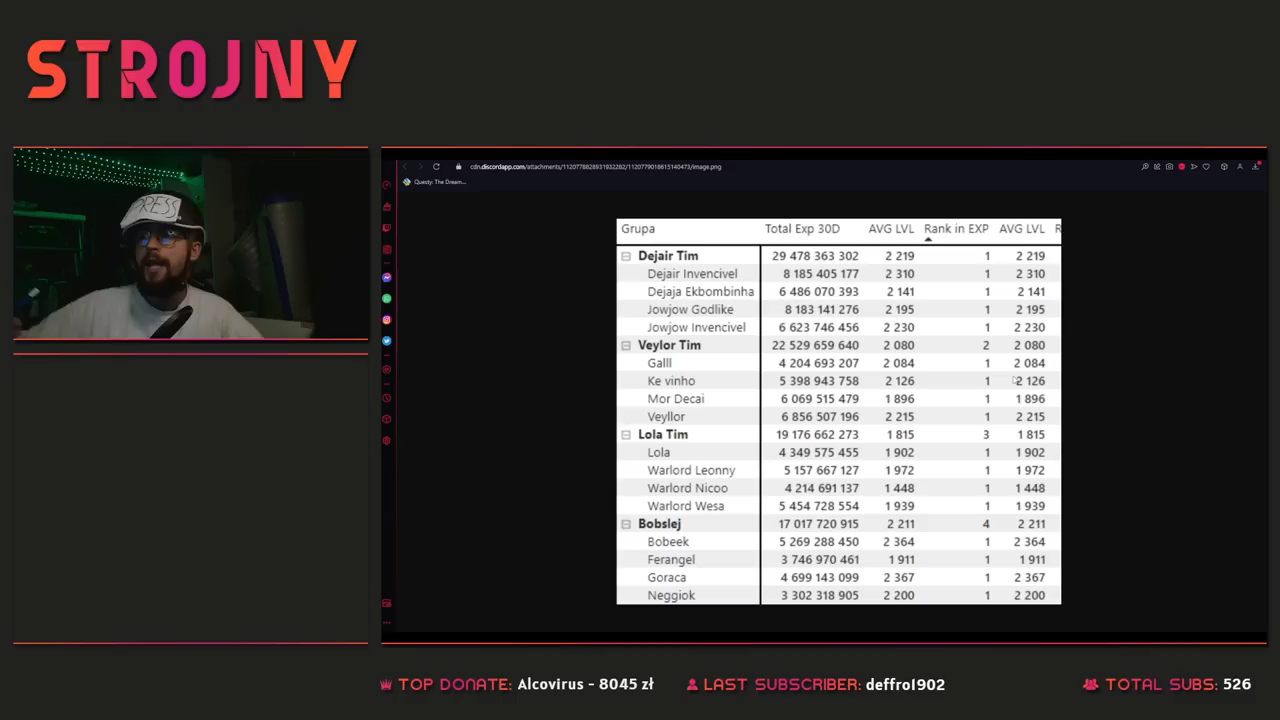 STROJNY
PRESS
cdn.discordapp.com/attachments/1120778828931932282/1120779018615140473/image.png
Questy: The Dream...
Grupa Total Exp 30D AVG LVL Rank in EXP AVG LVL R
Dejair Tim 29 478 363 302 2 219 1 2 219
Dejair Invencivel 8 185 405 177 2 310 1 2 310
Dejaja Ekbombinha 6 486 070 393 2 141 1 2 141
Jowjow Godlike 8 183 141 276 2 195 1 2 195
Jowjow Invencivel 6 623 746 456 2 230 1 2 230
Veylor Tim 22 529 659 640 2 080 2 2 080
Galll 4 204 693 207 2 084 1 2 084
Ke vinho 5 398 943 758 2 126 1 2 126
Mor Decai 6 069 515 479 1 896 1 1 896
Veyllor 6 856 507 196 2 215 1 2 215
Lola Tim 19 176 662 273 1 815 3 1 815
Lola 4 349 575 455 1 902 1 1 902
Warlord Leonny 5 157 667 127 1 972 1 1 972
Warlord Nicoo 4 214 691 137 1 448 1 1 448
Warlord Wesa 5 454 728 554 1 939 1 1 939
Bobslej 17 017 720 915 2 211 4 2 211
Bobeek 5 269 288 450 2 364 1 2 364
Ferangel 3 746 970 461 1 911 1 1 911
Goraca 4 699 143 099 2 367 1 2 367
Neggiok 3 302 318 905 2 200 1 2 200
TOP DONATE: Alcovirus - 8045 zł LAST SUBSCRIBER: deffro1902 TOTAL SUBS: 526